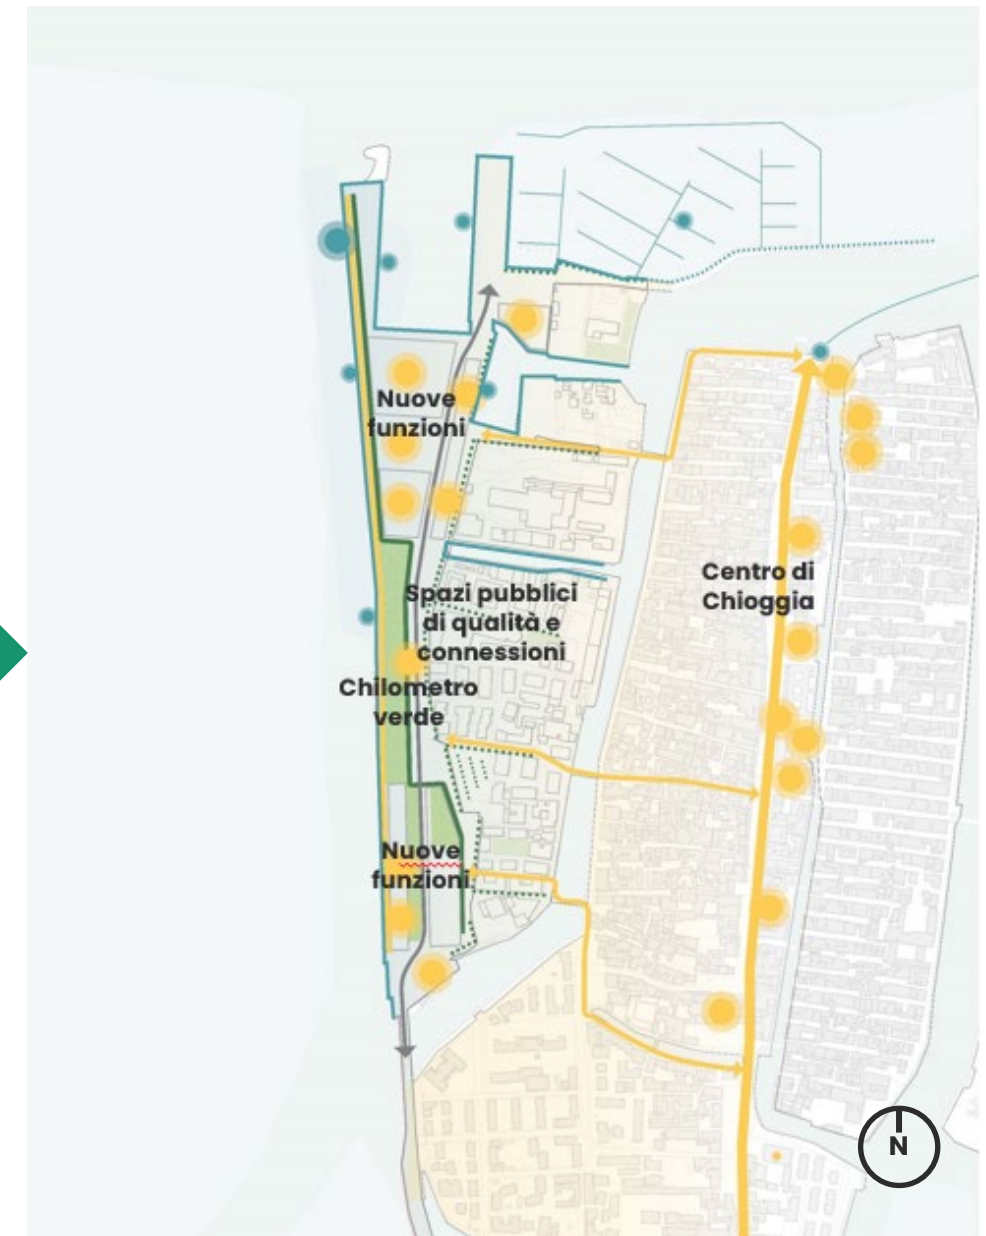 Nuove
funzioni
Centro di
Chioggia
Spazi pubblici
di qualità e
connessioni
Chilometro
verde
Nuove
funzioni
N